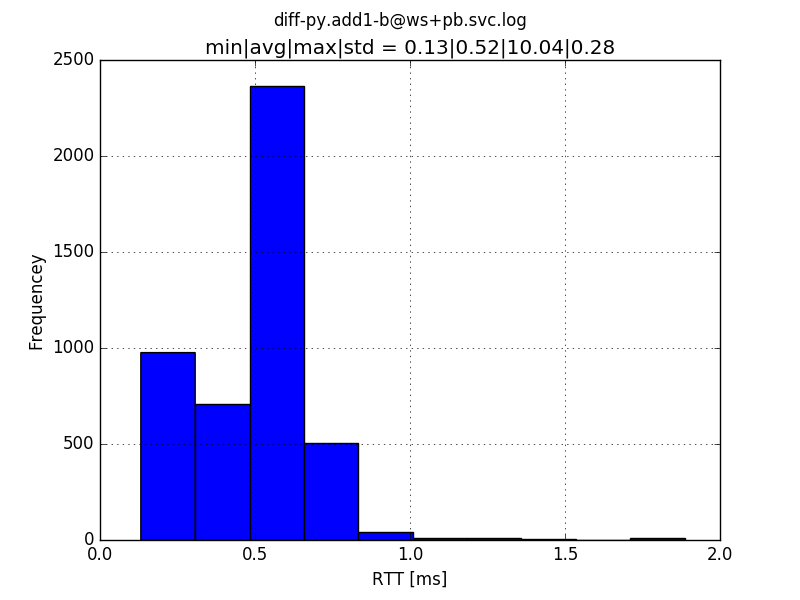 diff-py.add1-b@ws+pb.svc.log
min|avg|max|std = 0.13|0.52|10.04|0.28
2500
2000
1500
1000
500
0
Frequencey
0.0 0.5 1.0 1.5 2.0
RTT [ms]